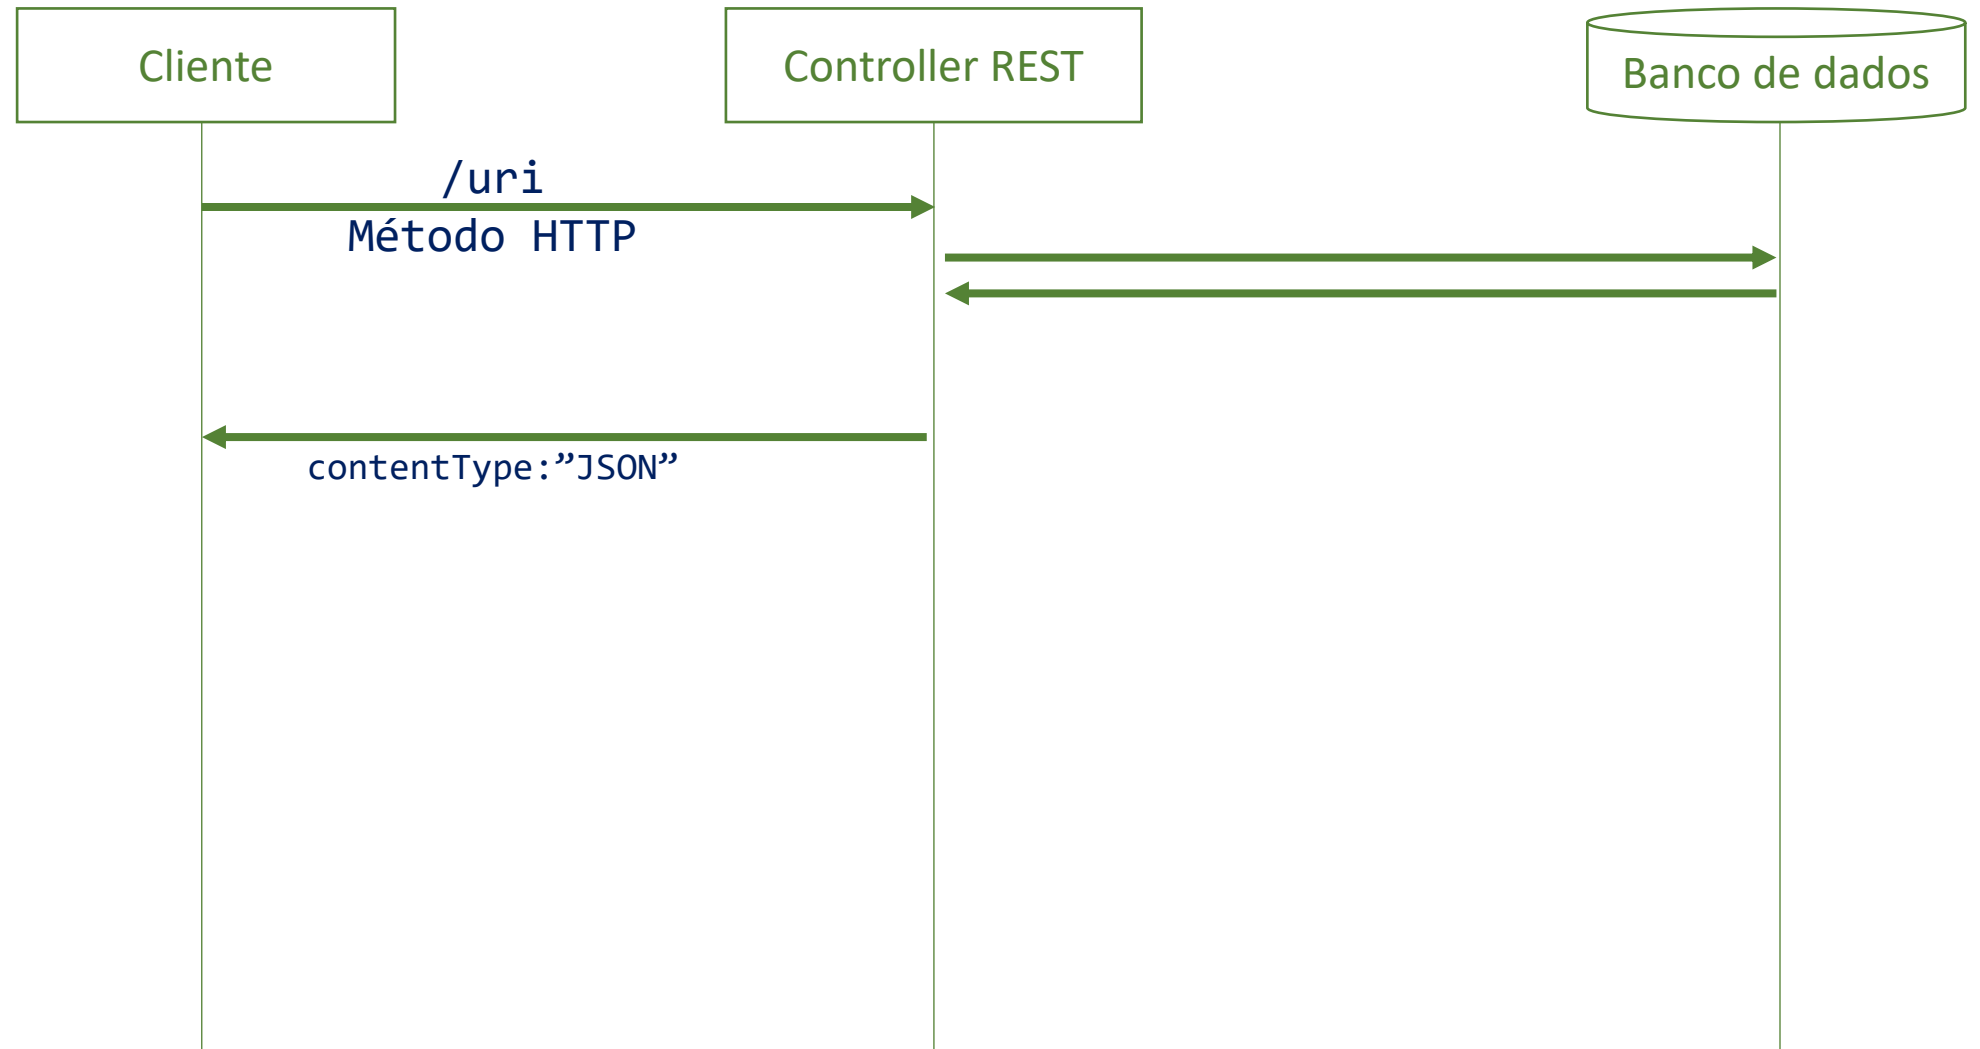 Cliente
Controller REST
Banco de dados
/uri
Método HTTP
contentType:”JSON”